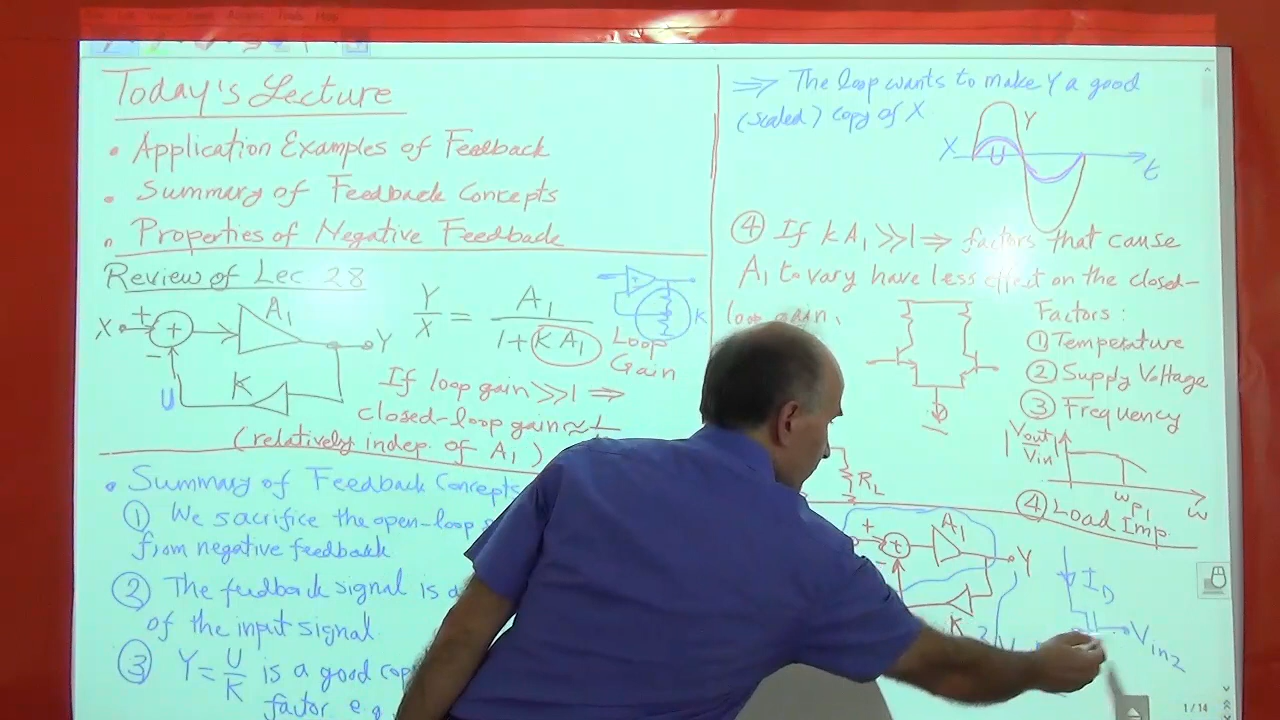 Today's Lecture
• Application Examples of Feedback
• Summary of Feedback Concepts
• Properties of Negative Feedback
Review of Lec 28
X + + - A1 Y K U
Y/X = A1/(1+KA1)
K
Loop Gain
If loop gain >>1 ⇒
closed-loop gain ≈ 1
(relatively indep. of A1)
• Summary of Feedback Concepts
① We sacrifice the open-loop
from negative feedback
② The feedback signal is a
of the input signal
③ Y = U/K is a good cop
factor e.g.
⇒ The loop wants to make Y a good
(scaled) copy of X
X U Y t
④ If KA1 >>1 ⇒ factors that cause
A1 to vary have less effect on the closed-
loop gain.
Factors:
① Temperature
② Supply Voltage
③ Frequency
|Vout/Vin
ωp1 ω
④ Load Imp.
RL
+ + - A1 Y K
ID
Vin2
1/14